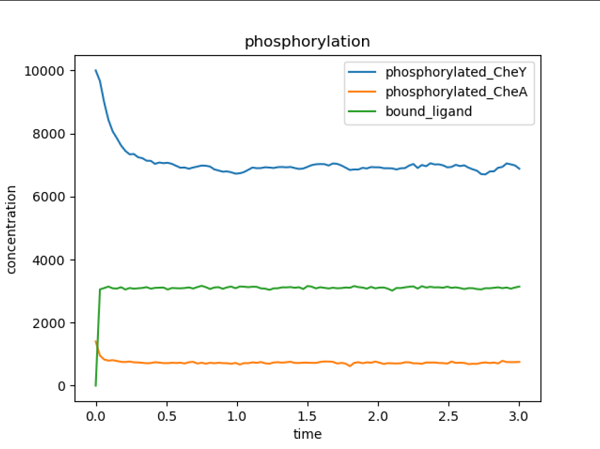 phosphorylation
phosphorylated_CheY
phosphorylated_CheA
bound_ligand
10000
8000
6000
4000
2000
0
concentration
0.0 0.5 1.0 1.5 2.0 2.5 3.0
time